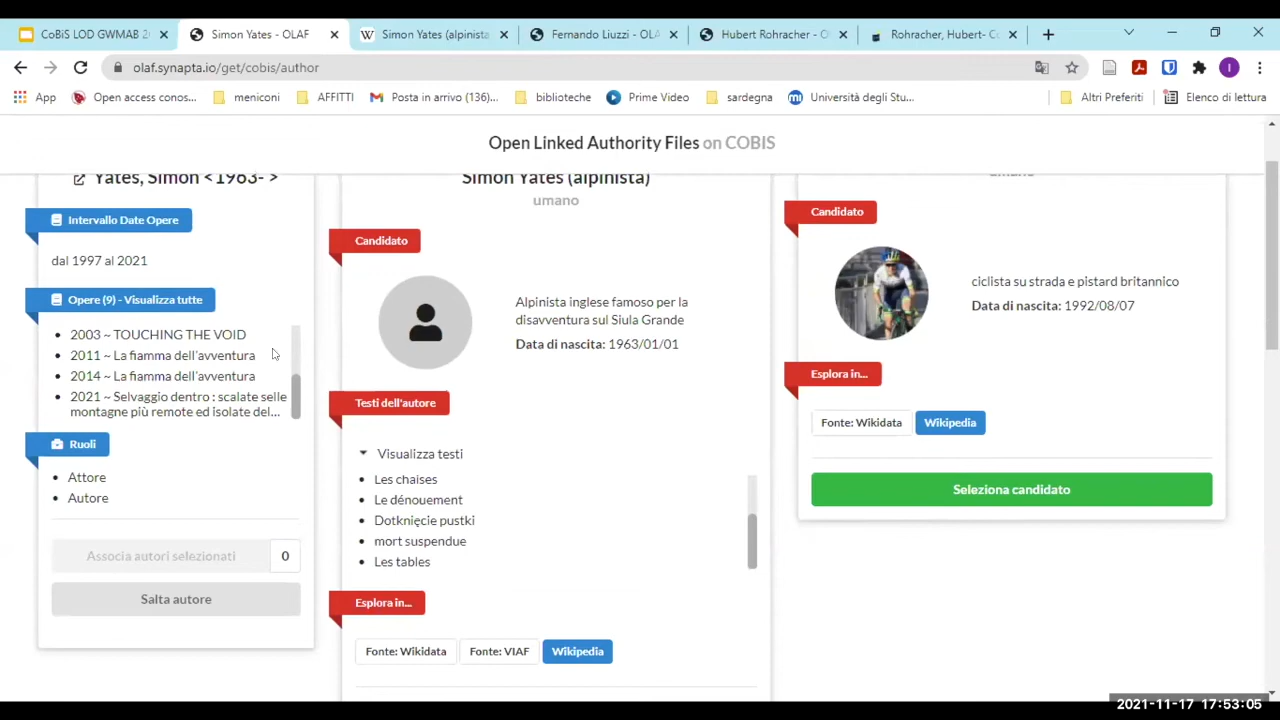 CoBiS LOD GWMAB 2
Simon Yates - OLAF
Simon Yates (alpinista
Fernando Liuzzi - OLA
Hubert Rohracher - O
Rohracher, Hubert- Co
olaf.synapta.io/get/cobis/author
App
Open access conos...
meniconi
AFFITTI
Posta in arrivo (136)...
biblioteche
Prime Video
sardegna
Università degli Stu...
Altri Preferiti
Elenco di lettura
Open Linked Authority Files on COBIS
Yates, Simon <1963- >
Intervallo Date Opere
dal 1997 al 2021
Opere (9) - Visualizza tutte
2003 ~ TOUCHING THE VOID
2011 ~ La fiamma dell'avventura
2014 ~ La fiamma dell'avventura
2021 ~ Selvaggio dentro : scalate selle
montagne più remote ed isolate del...
Ruoli
Attore
Autore
Associa autori selezionati
0
Salta autore
Simon Yates (alpinista)
umano
Candidato
Alpinista inglese famoso per la
disavventura sul Siula Grande
Data di nascita: 1963/01/01
Testi dell'autore
Visualizza testi
Les chaises
Le dénouement
Dotknięcie pustki
mort suspendue
Les tables
Esplora in...
Fonte: Wikidata
Fonte: VIAF
Wikipedia
umano
Candidato
ciclista su strada e pistard britannico
Data di nascita: 1992/08/07
Esplora in...
Fonte: Wikidata
Wikipedia
Seleziona candidato
2021-11-17 17:53:05